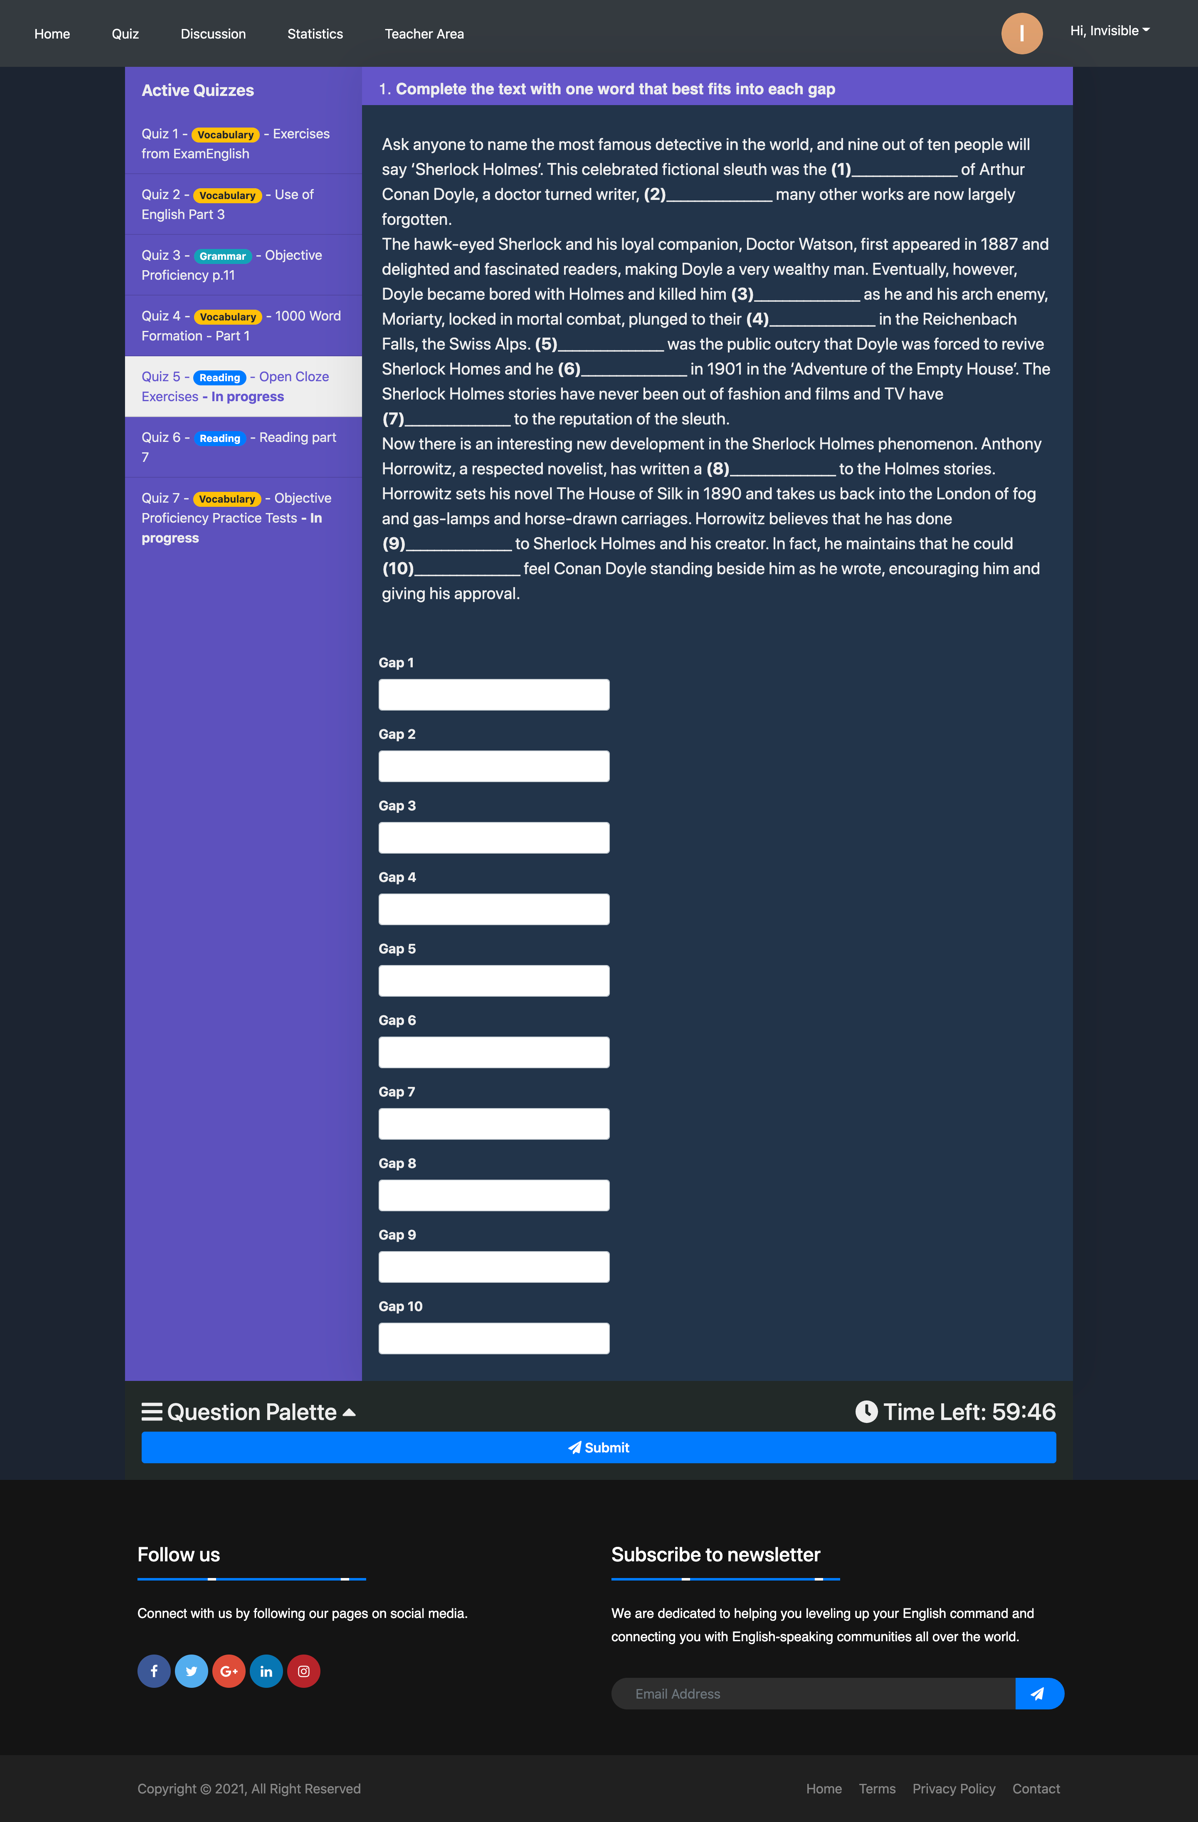 Home Quiz Discussion Statistics Teacher Area
I Hi, Invisible
Active Quizzes
Quiz 1 - Vocabulary - Exercises
from ExamEnglish
Quiz 2 - Vocabulary - Use of
English Part 3
Quiz 3 - Grammar - Objective
Proficiency p.11
Quiz 4 - Vocabulary - 1000 Word
Formation - Part 1
Quiz 5 - Reading - Open Cloze
Exercises - In progress
Quiz 6 - Reading - Reading part
7
Quiz 7 - Vocabulary - Objective
Proficiency Practice Tests - In
progress
1. Complete the text with one word that best fits into each gap
Ask anyone to name the most famous detective in the world, and nine out of ten people will
say ‘Sherlock Holmes’. This celebrated fictional sleuth was the (1)______________ of Arthur
Conan Doyle, a doctor turned writer, (2)______________ many other works are now largely
forgotten.
The hawk-eyed Sherlock and his loyal companion, Doctor Watson, first appeared in 1887 and
delighted and fascinated readers, making Doyle a very wealthy man. Eventually, however,
Doyle became bored with Holmes and killed him (3)______________ as he and his arch enemy,
Moriarty, locked in mortal combat, plunged to their (4)______________ in the Reichenbach
Falls, the Swiss Alps. (5)______________ was the public outcry that Doyle was forced to revive
Sherlock Homes and he (6)______________ in 1901 in the ‘Adventure of the Empty House’. The
Sherlock Holmes stories have never been out of fashion and films and TV have
(7)______________ to the reputation of the sleuth.
Now there is an interesting new development in the Sherlock Holmes phenomenon. Anthony
Horrowitz, a respected novelist, has written a (8)______________ to the Holmes stories.
Horrowitz sets his novel The House of Silk in 1890 and takes us back into the London of fog
and gas-lamps and horse-drawn carriages. Horrowitz believes that he has done
(9)______________ to Sherlock Holmes and his creator. In fact, he maintains that he could
(10)______________ feel Conan Doyle standing beside him as he wrote, encouraging him and
giving his approval.
Gap 1
Gap 2
Gap 3
Gap 4
Gap 5
Gap 6
Gap 7
Gap 8
Gap 9
Gap 10
Question Palette
Time Left: 59:46
Submit
Follow us
Connect with us by following our pages on social media.
f G+ in
Subscribe to newsletter
We are dedicated to helping you leveling up your English command and
connecting you with English-speaking communities all over the world.
Email Address
Copyright © 2021, All Right Reserved
Home Terms Privacy Policy Contact